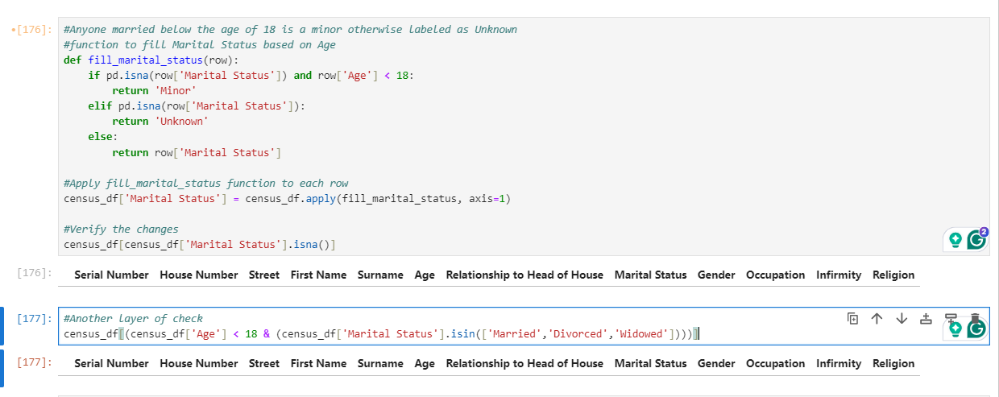 [176]:
#Anyone married below the age of 18 is a minor otherwise labeled as Unknown
#function to fill Marital Status based on Age
def fill_marital_status(row):
    if pd.isna(row['Marital Status']) and row['Age'] < 18:
        return 'Minor'
    elif pd.isna(row['Marital Status']):
        return 'Unknown'
    else:
        return row['Marital Status']
#Apply fill_marital_status function to each row
census_df['Marital Status'] = census_df.apply(fill_marital_status, axis=1)
#Verify the changes
census_df[census_df['Marital Status'].isna()]
2
[176]:
Serial Number House Number Street First Name Surname Age Relationship to Head of House Marital Status Gender Occupation Infirmity Religion
[177]:
#Another layer of check
census_df[(census_df['Age'] < 18 & (census_df['Marital Status'].isin(['Married','Divorced','Widowed'])))]
[177]:
Serial Number House Number Street First Name Surname Age Relationship to Head of House Marital Status Gender Occupation Infirmity Religion